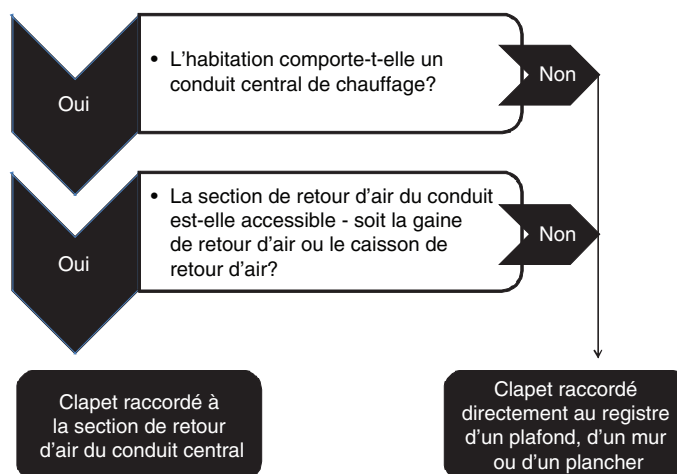 • L'habitation comporte-t-elle un
conduit central de chauffage?
Oui
Non
• La section de retour d'air du conduit
est-elle accessible - soit la gaine
de retour d'air ou le caisson de
retour d'air?
Oui
Non
Clapet raccordé à
la section de retour
d'air du conduit central
Clapet raccordé
directement au registre
d'un plafond, d'un mur
ou d'un plancher